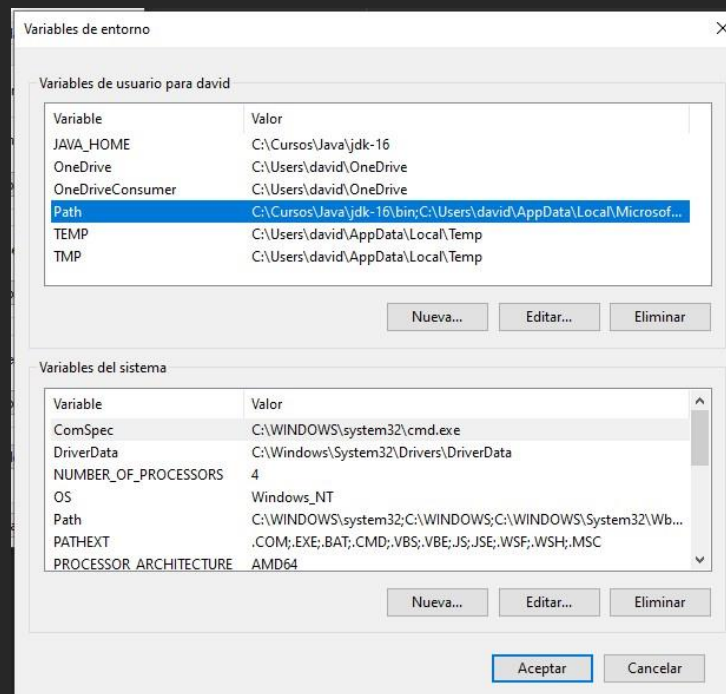 Variables de entorno
Variables de usuario para david
Variable Valor
JAVA_HOME C:\Cursos\Java\jdk-16
OneDrive C:\Users\david\OneDrive
OneDriveConsumer C:\Users\david\OneDrive
Path C:\Cursos\Java\jdk-16\bin;C:\Users\david\AppData\Local\Microsof...
TEMP C:\Users\david\AppData\Local\Temp
TMP C:\Users\david\AppData\Local\Temp
Nueva... Editar... Eliminar
Variables del sistema
Variable Valor
ComSpec C:\WINDOWS\system32\cmd.exe
DriverData C:\Windows\System32\Drivers\DriverData
NUMBER_OF_PROCESSORS 4
OS Windows_NT
Path C:\WINDOWS\system32;C:\WINDOWS;C:\WINDOWS\System32\Wb...
PATHEXT .COM;.EXE;.BAT;.CMD;.VBS;.VBE;.JS;.JSE;.WSF;.WSH;.MSC
PROCESSOR_ARCHITECTURE AMD64
Nueva... Editar... Eliminar
Aceptar Cancelar